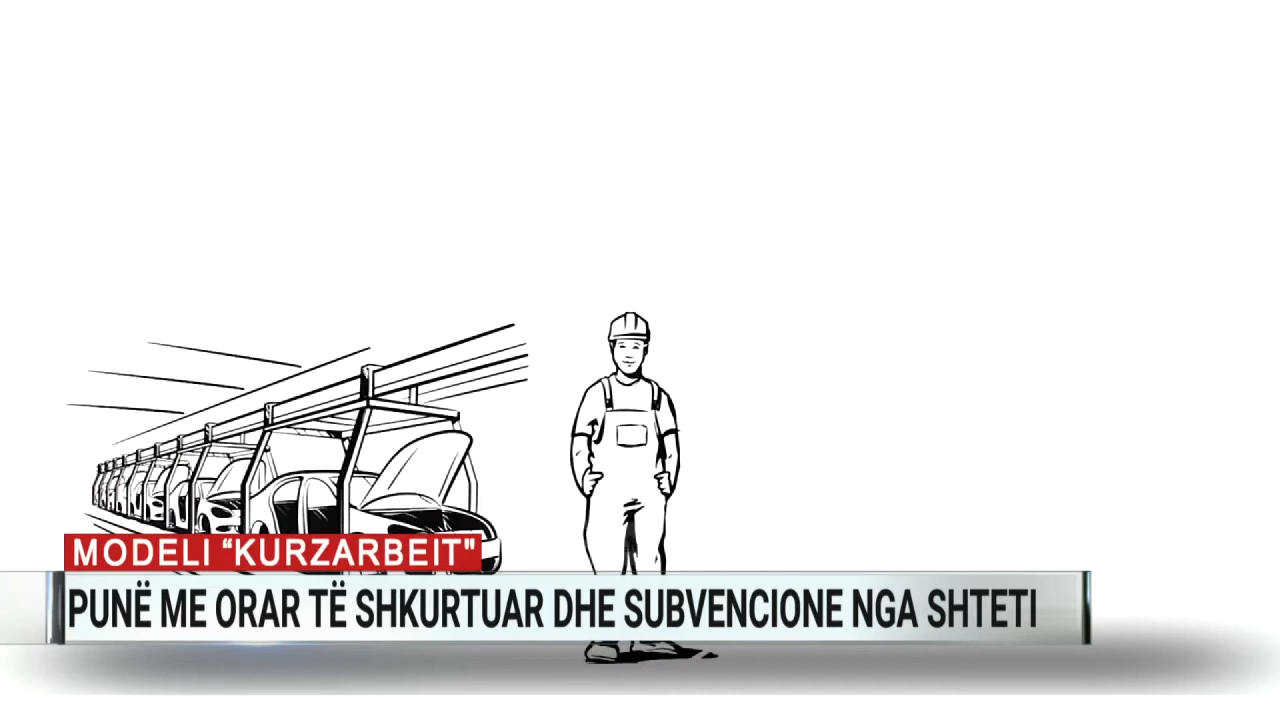 MODELI “KURZARBEIT"
PUNË ME ORAR TË SHKURTUAR DHE SUBVENCIONE NGA SHTETI